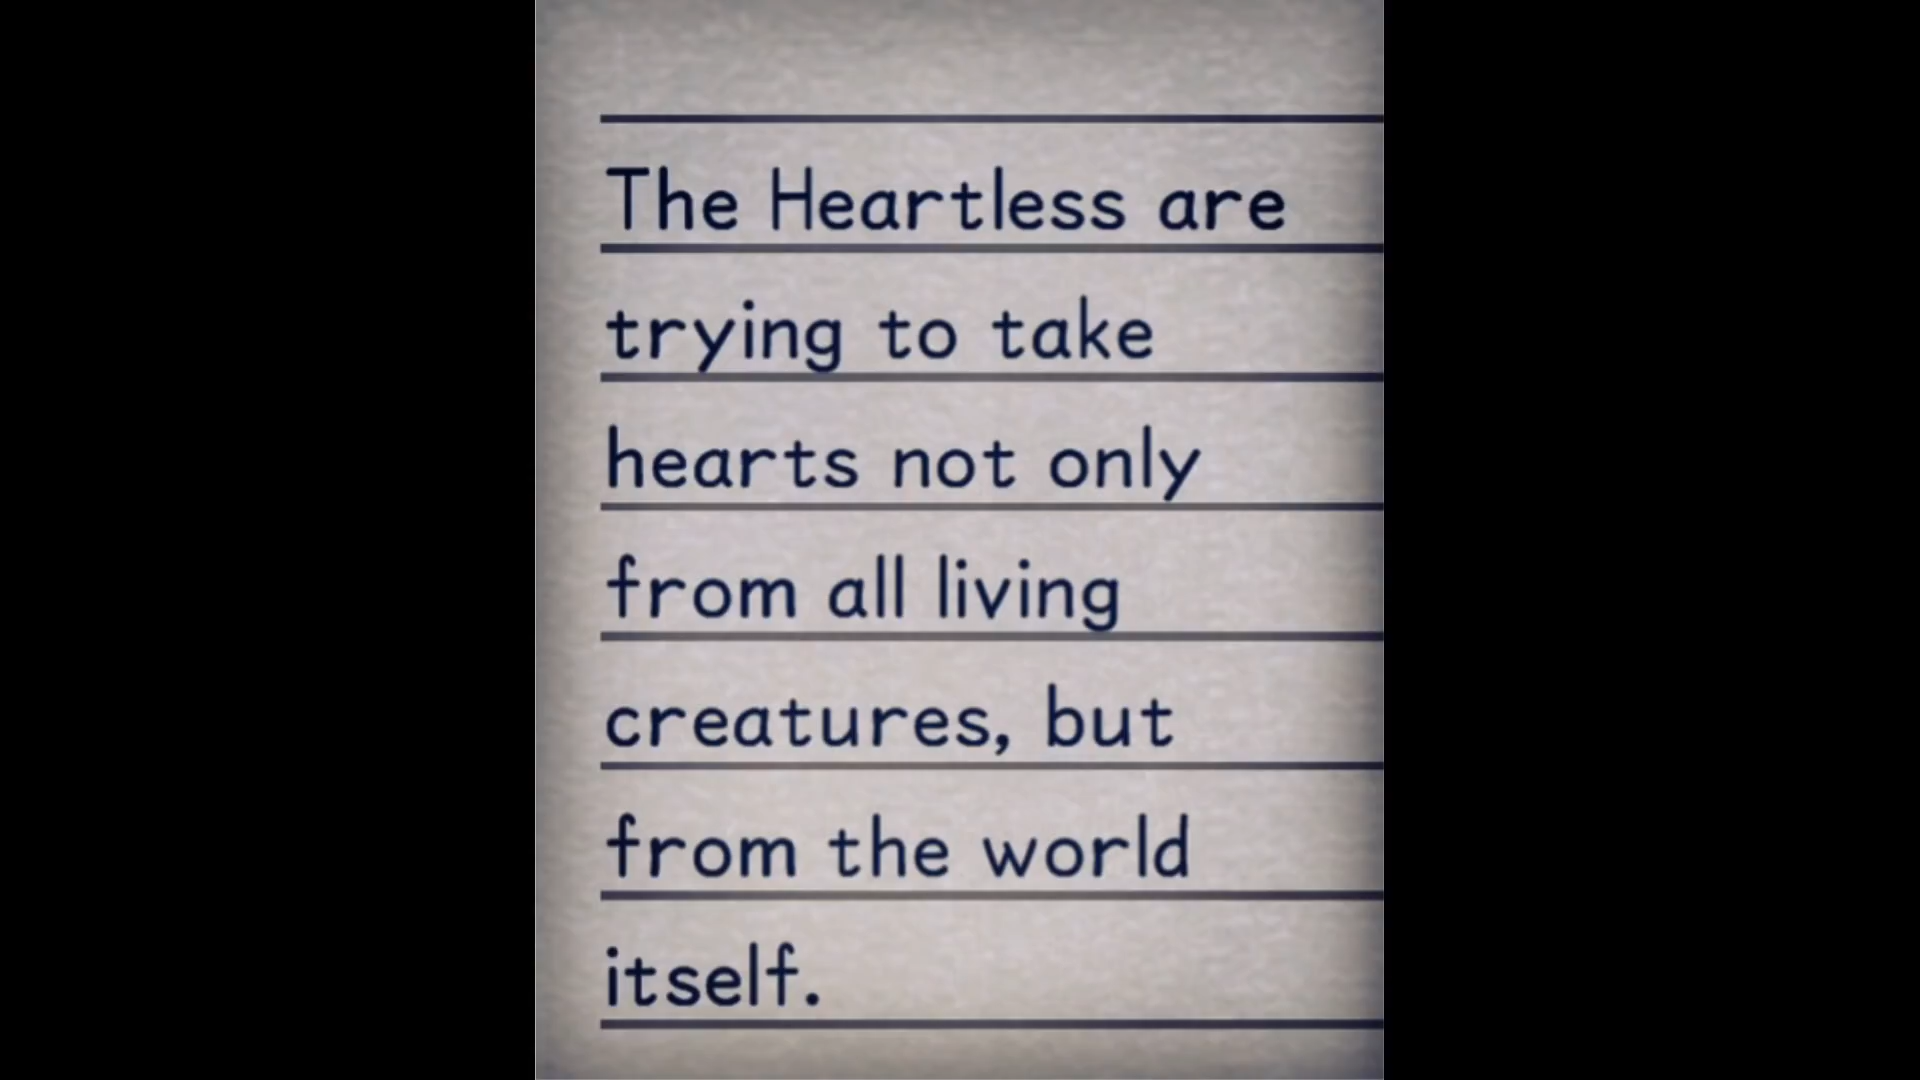 The Heartless are
trying to take
hearts not only
from all living
creatures, but
from the world
itself.